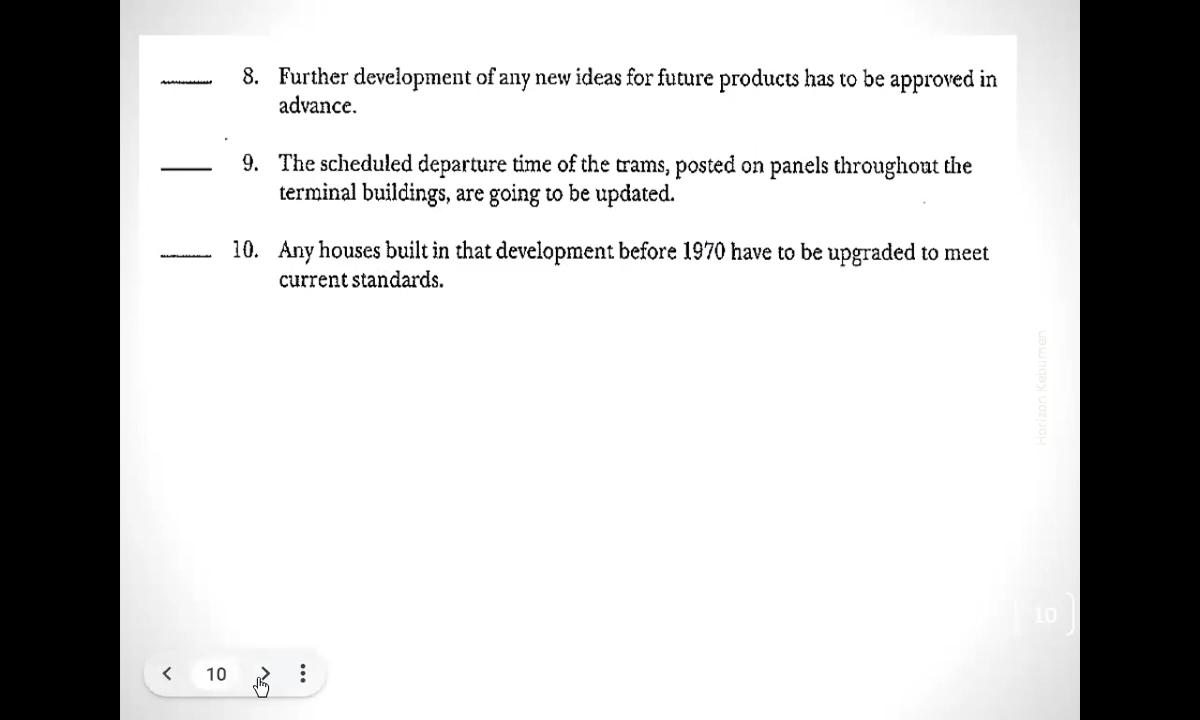 8. Further development of any new ideas for future products has to be approved in
advance.
9. The scheduled departure time of the trams, posted on panels throughout the
terminal buildings, are going to be updated.
10. Any houses built in that development before 1970 have to be upgraded to meet
current standards.
Horizon Kebumen
10
10